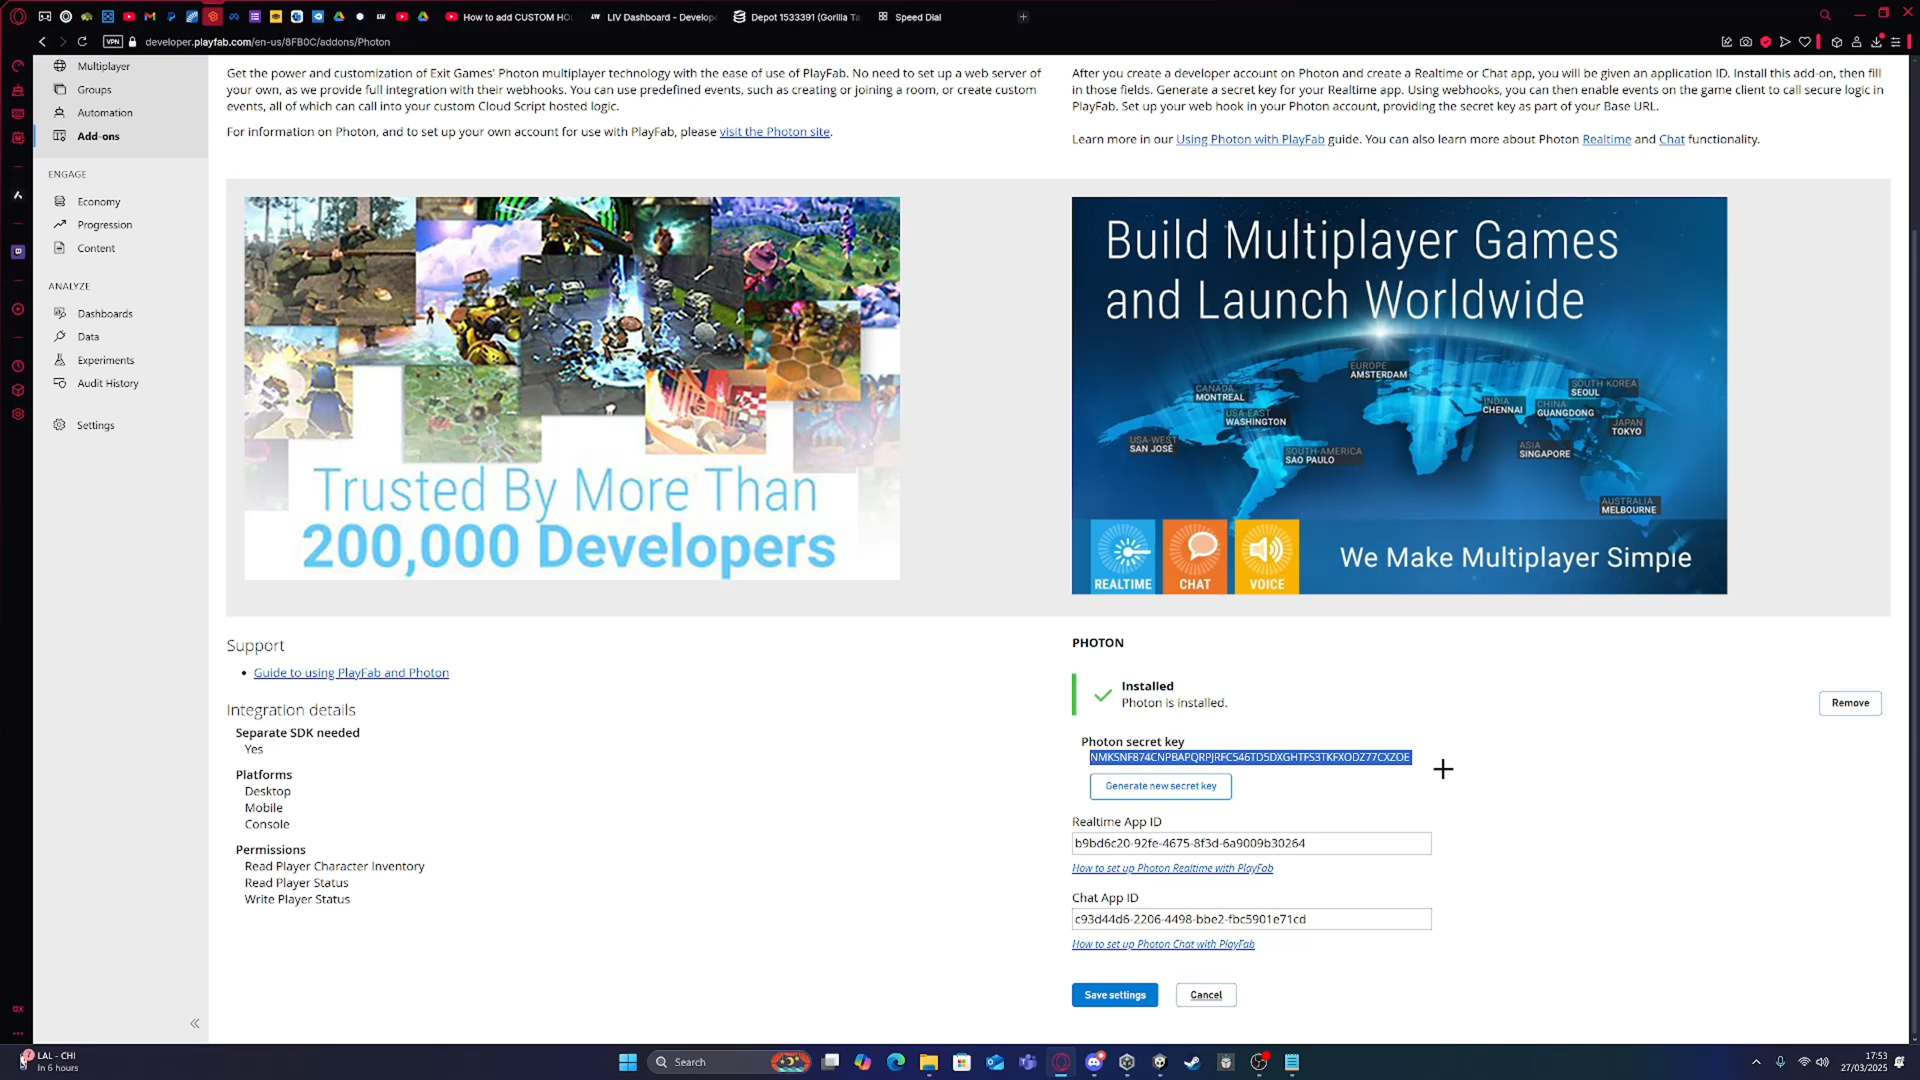 How to add CUSTOM HO
LIV Dashboard - Develope
Depot 1533391 (Gorilla Ta
Speed Dial
VPN
developer.playfab.com/en-us/8FB0C/addons/Photon
Multiplayer
Groups
Automation
Add-ons
ENGAGE
Economy
Progression
Content
ANALYZE
Dashboards
Data
Experiments
Audit History
Settings
Get the power and customization of Exit Games' Photon multiplayer technology with the ease of use of PlayFab. No need to set up a web server of
your own, as we provide full integration with their webhooks. You can use predefined events, such as creating or joining a room, or create custom
events, all of which can call into your custom Cloud Script hosted logic.
For information on Photon, and to set up your own account for use with PlayFab, please visit the Photon site.
After you create a developer account on Photon and create a Realtime or Chat app, you will be given an application ID. Install this add-on, then fill
in those fields. Generate a secret key for your Realtime app. Using webhooks, you can then enable events on the game client to call secure logic in
PlayFab. Set up your web hook in your Photon account, providing the secret key as part of your Base URL.
Learn more in our Using Photon with PlayFab guide. You can also learn more about Photon Realtime and Chat functionality.
Trusted By More Than
200,000 Developers
Build Multiplayer Games
and Launch Worldwide
EUROPE
AMSTERDAM
CANADA
MONTREAL
USA-EAST
WASHINGTON
USA-WEST
SAN JOSÉ
SOUTH-AMERICA
SAO PAULO
SOUTH KOREA
SEOUL
INDIA
CHENNAI
CHINA
GUANGDONG
JAPAN
TOKYO
ASIA
SINGAPORE
AUSTRALIA
MELBOURNE
REALTIME
CHAT
VOICE
We Make Multiplayer Simple
Support
Guide to using PlayFab and Photon
Integration details
Separate SDK needed
Yes
Platforms
Desktop
Mobile
Console
Permissions
Read Player Character Inventory
Read Player Status
Write Player Status
PHOTON
Installed
Photon is installed.
Remove
Photon secret key
NMKSNF874CNPBAPQRPJRFC546TD5DXGHTFS3TKFXODZ77CXZOE
Generate new secret key
Realtime App ID
b9bd6c20-92fe-4675-8f3d-6a9009b30264
How to set up Photon Realtime with PlayFab
Chat App ID
c93d44d6-2206-4498-bbe2-fbc5901e71cd
How to set up Photon Chat with PlayFab
Save settings
Cancel
GX
LAL - CHI
In 6 hours
Search
17:53
27/03/2025